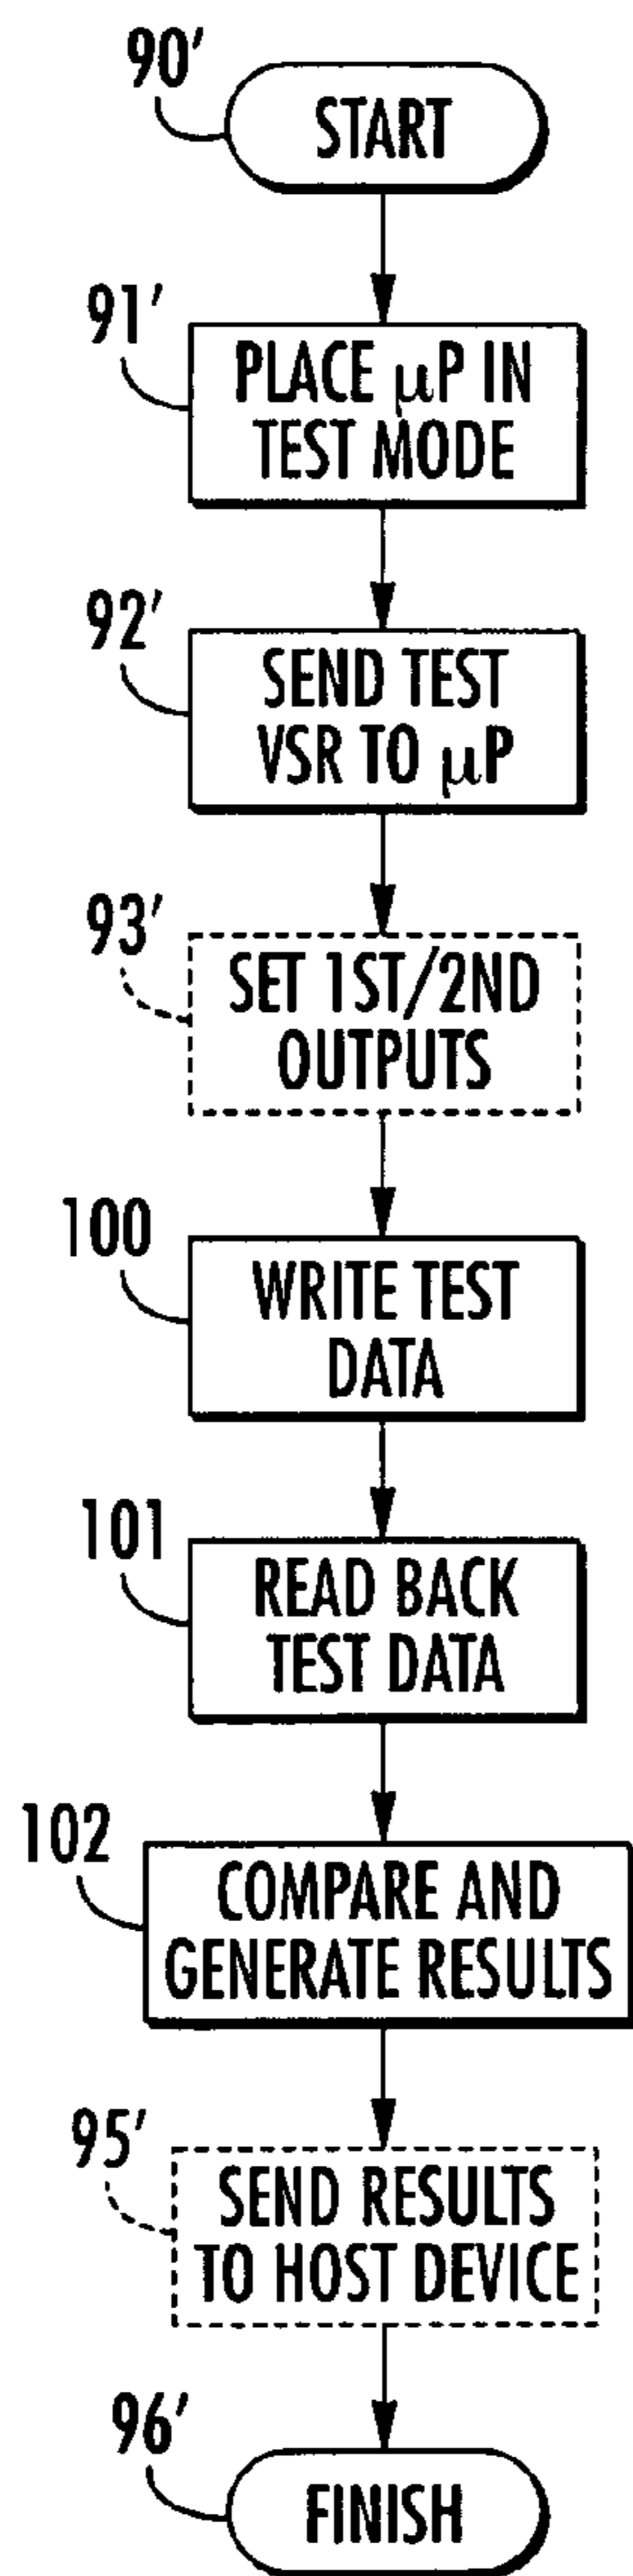 90′
START
91′
PLACE μP IN
TEST MODE
92′
SEND TEST
VSR TO μP
93′
SET 1ST/2ND
OUTPUTS
100
WRITE TEST
DATA
101
READ BACK
TEST DATA
102
COMPARE AND
GENERATE RESULTS
95′
SEND RESULTS
TO HOST DEVICE
96′
FINISH